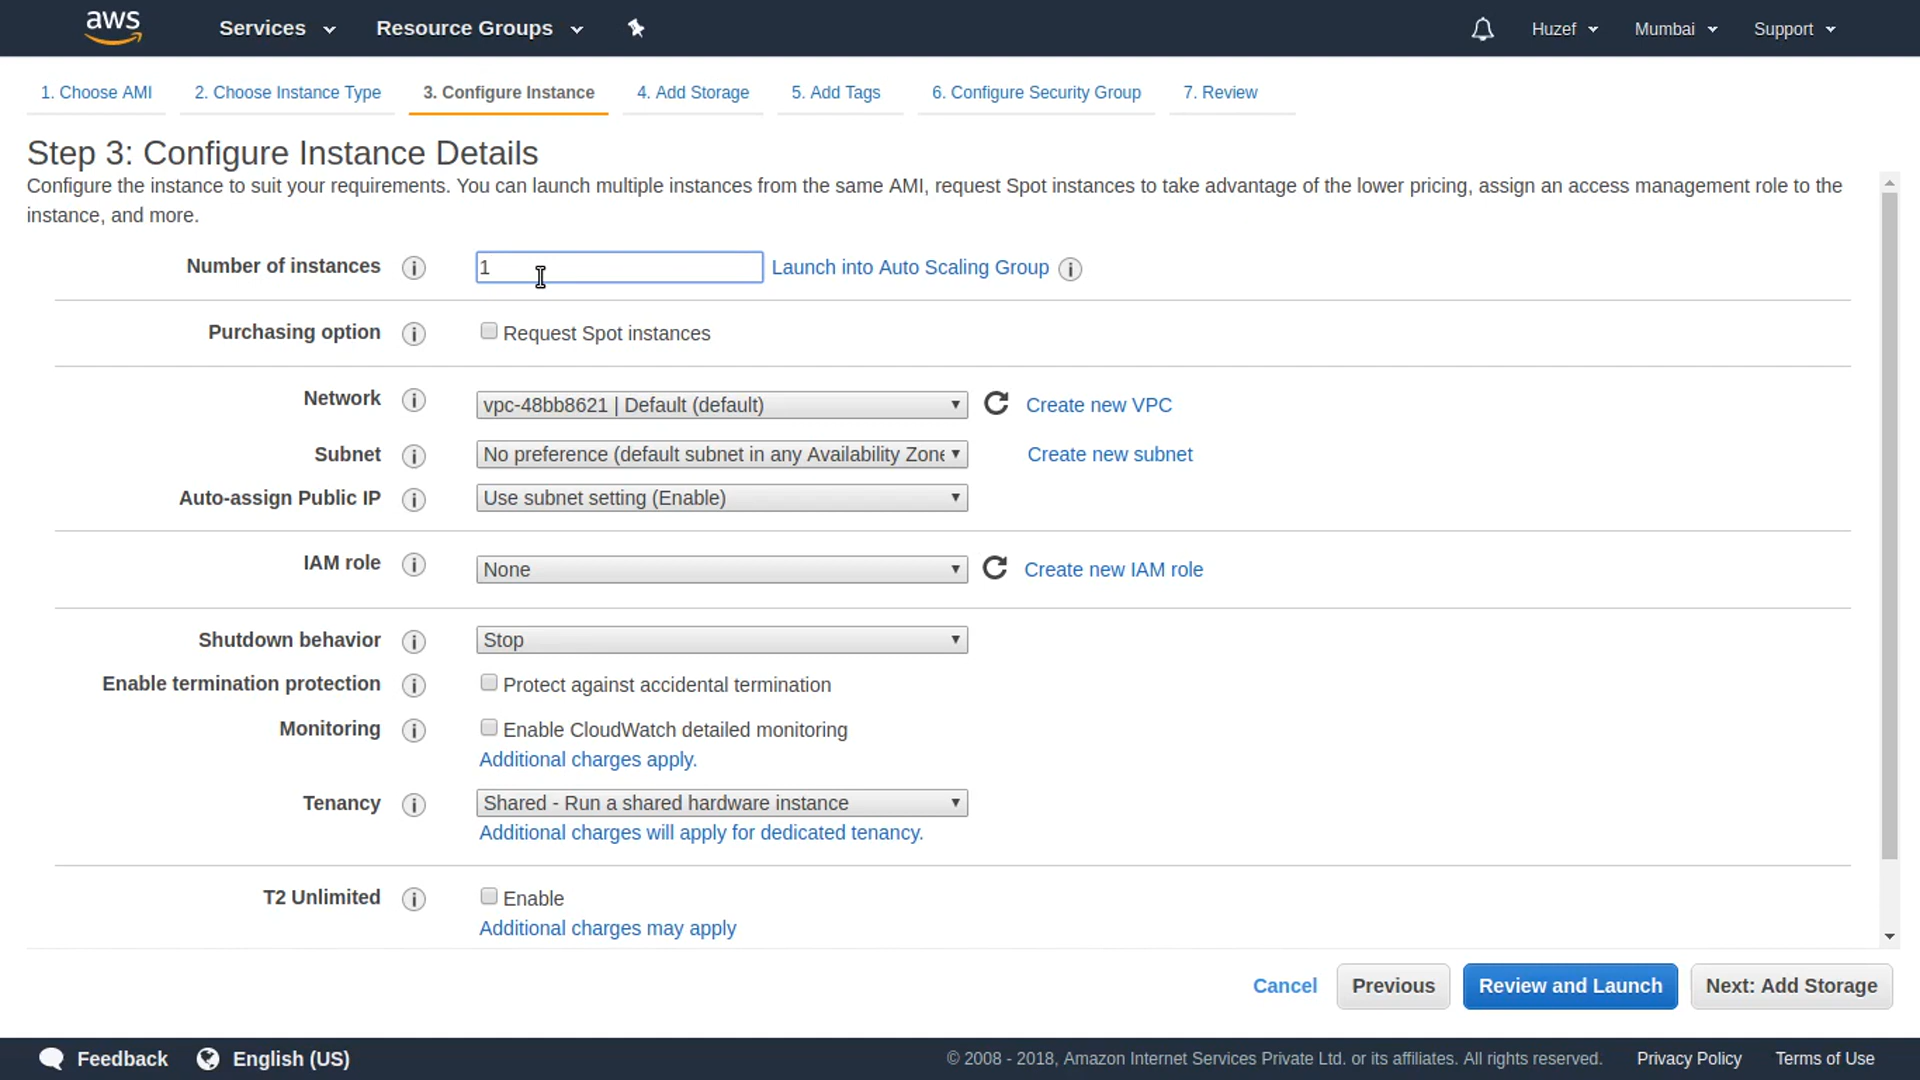 aws
Services
Resource Groups
Huzef
Mumbai
Support
1. Choose AMI
2. Choose Instance Type
3. Configure Instance
4. Add Storage
5. Add Tags
6. Configure Security Group
7. Review
Step 3: Configure Instance Details
Configure the instance to suit your requirements. You can launch multiple instances from the same AMI, request Spot instances to take advantage of the lower pricing, assign an access management role to the
instance, and more.
Number of instances
1
Launch into Auto Scaling Group
Purchasing option
Request Spot instances
Network
vpc-48bb8621 | Default (default)
Create new VPC
Subnet
No preference (default subnet in any Availability Zone
Create new subnet
Auto-assign Public IP
Use subnet setting (Enable)
IAM role
None
Create new IAM role
Shutdown behavior
Stop
Enable termination protection
Protect against accidental termination
Monitoring
Enable CloudWatch detailed monitoring
Additional charges apply.
Tenancy
Shared - Run a shared hardware instance
Additional charges will apply for dedicated tenancy.
T2 Unlimited
Enable
Additional charges may apply
Cancel
Previous
Review and Launch
Next: Add Storage
Feedback
English (US)
© 2008 - 2018, Amazon Internet Services Private Ltd. or its affiliates. All rights reserved.
Privacy Policy
Terms of Use